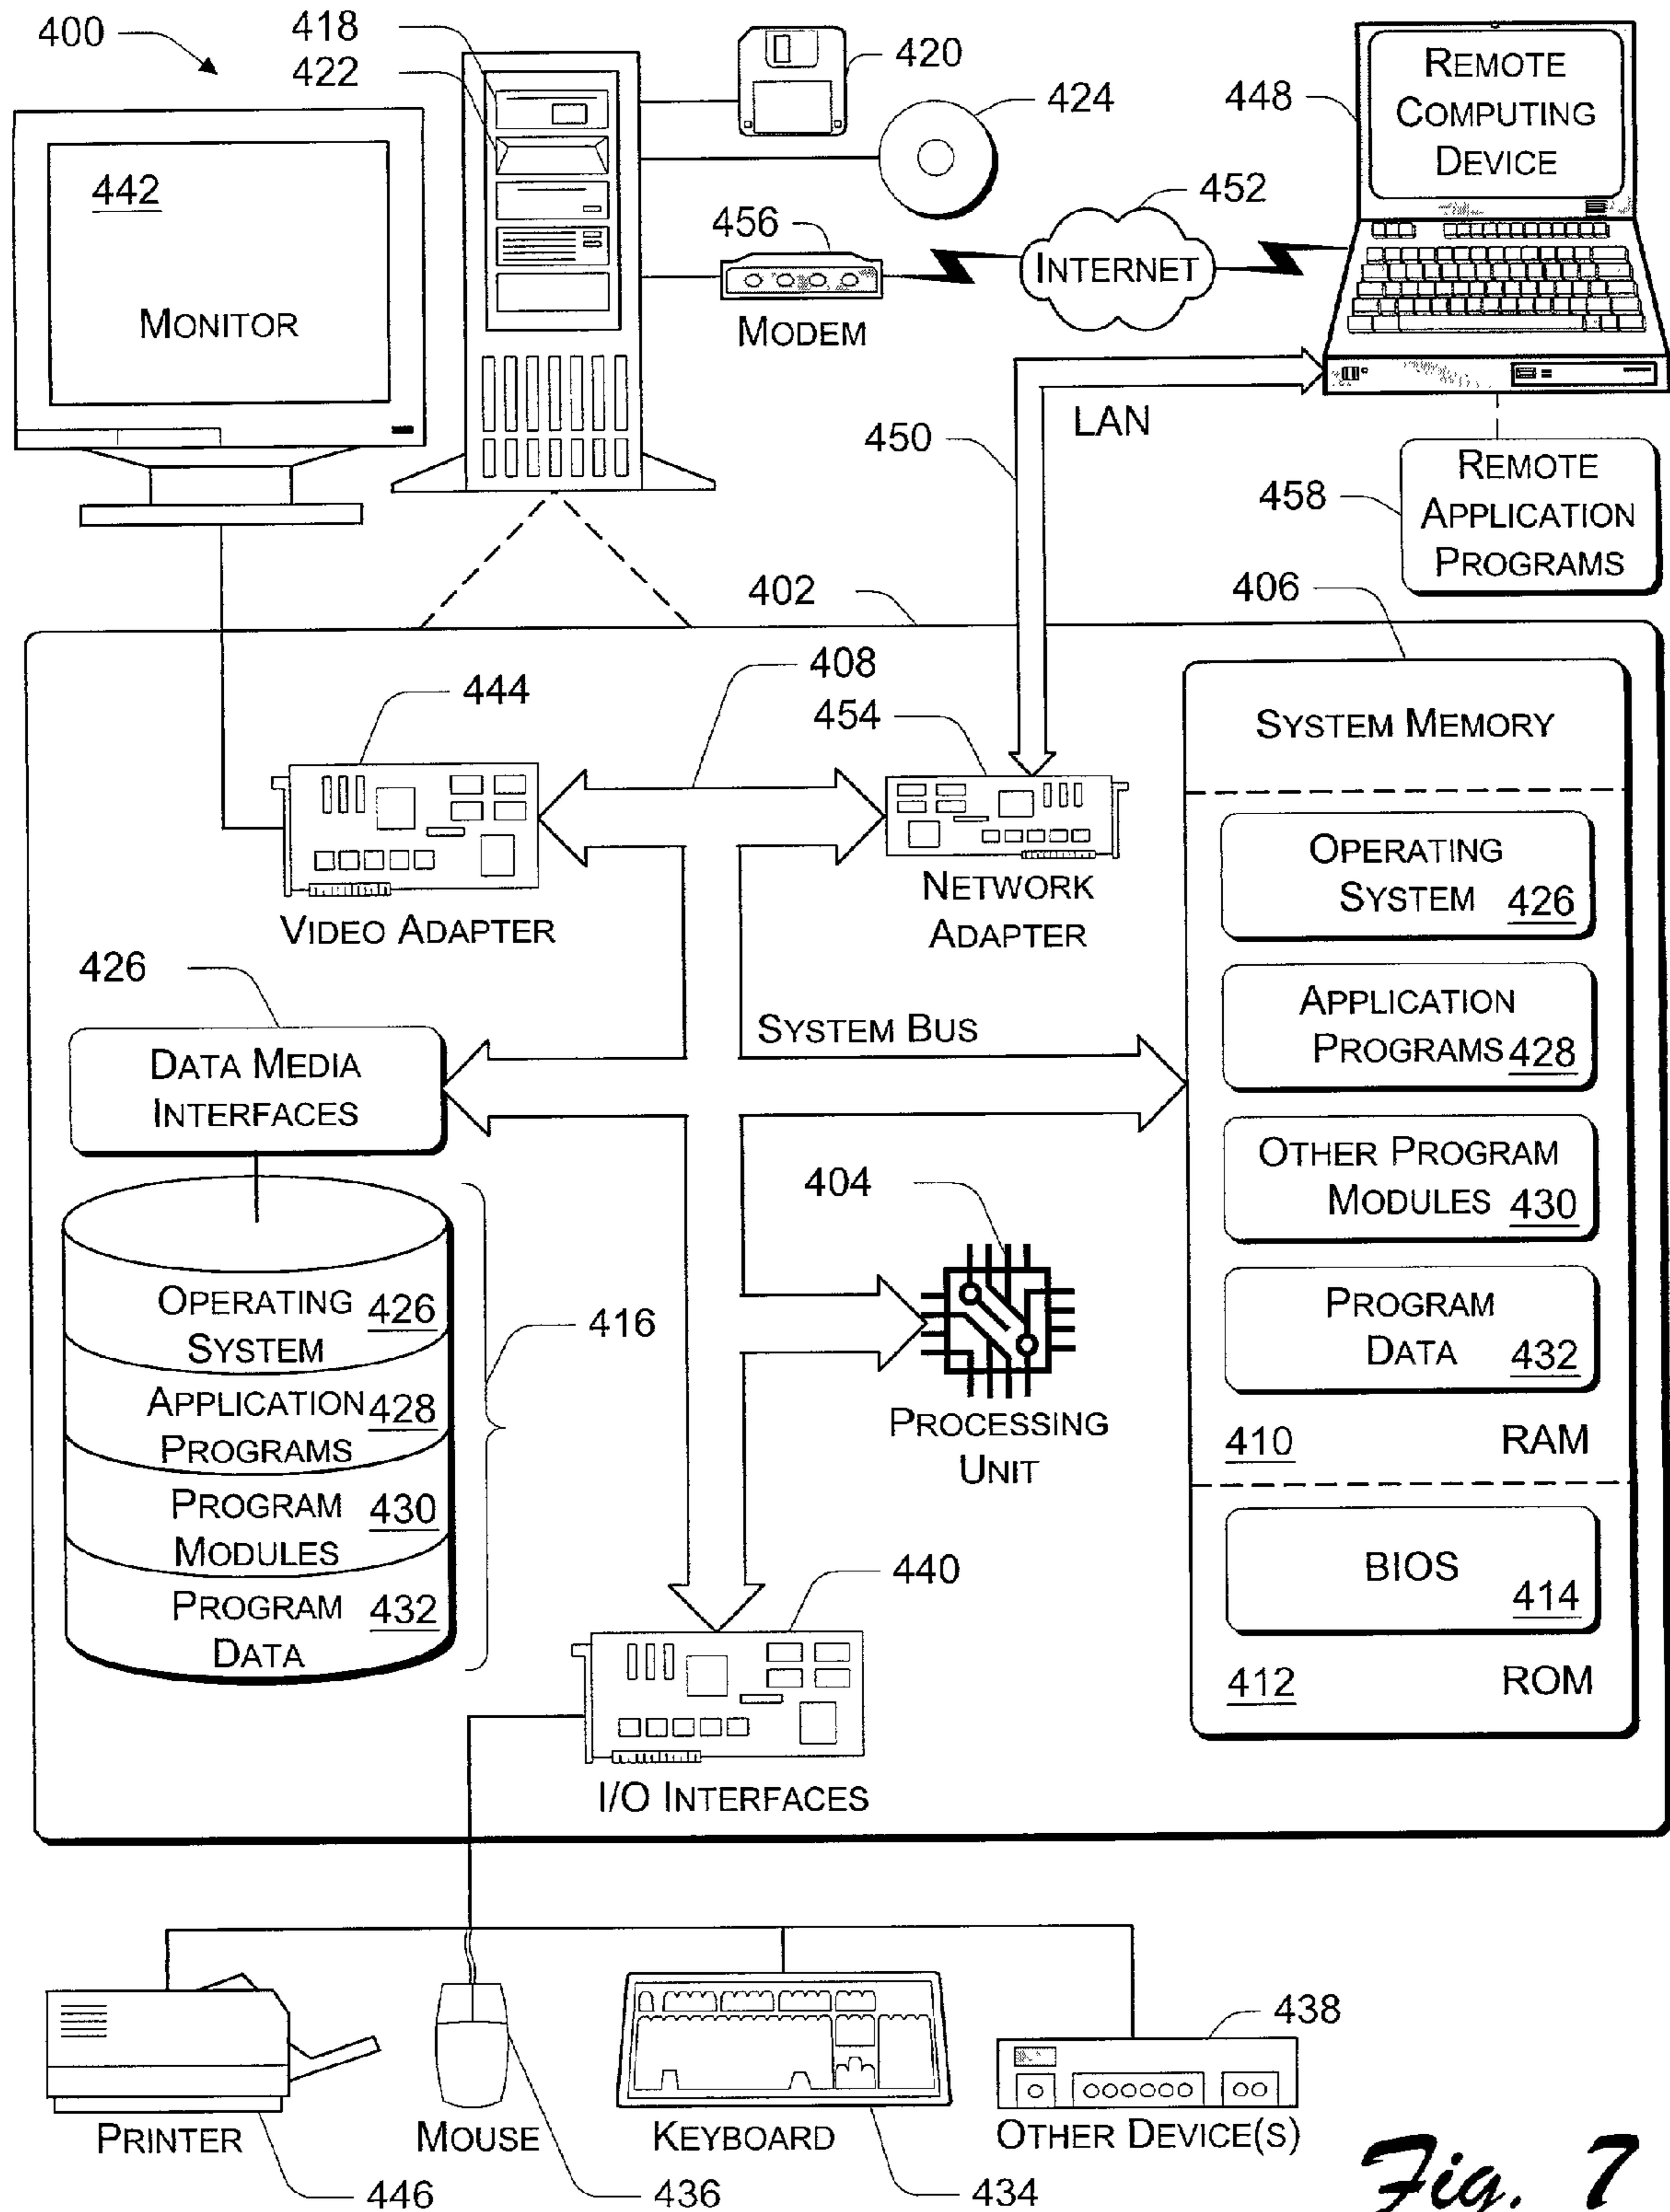 400
418
422
420
424
448
REMOTE
COMPUTING
DEVICE
442
MONITOR
456
MODEM
452
INTERNET
450
LAN
458
REMOTE
APPLICATION
PROGRAMS
402
406
408
444
454
VIDEO ADAPTER
NETWORK
ADAPTER
SYSTEM MEMORY
OPERATING
SYSTEM 426
APPLICATION
PROGRAMS 428
OTHER PROGRAM
MODULES 430
PROGRAM
DATA 432
410 RAM
BIOS
414
412 ROM
426
DATA MEDIA
INTERFACES
SYSTEM BUS
404
PROCESSING
UNIT
OPERATING 426
SYSTEM
APPLICATION 428
PROGRAMS
PROGRAM 430
MODULES
PROGRAM 432
DATA
416
440
I/O INTERFACES
PRINTER
446
MOUSE
436
KEYBOARD
434
438
OTHER DEVICE(S)
Fig. 7